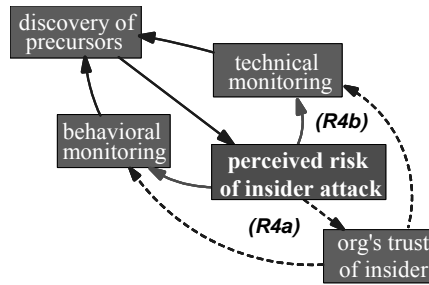 discovery of
precursors
technical
monitoring
behavioral
monitoring
(R4b)
perceived risk
of insider attack
(R4a)
org's trust
of insider